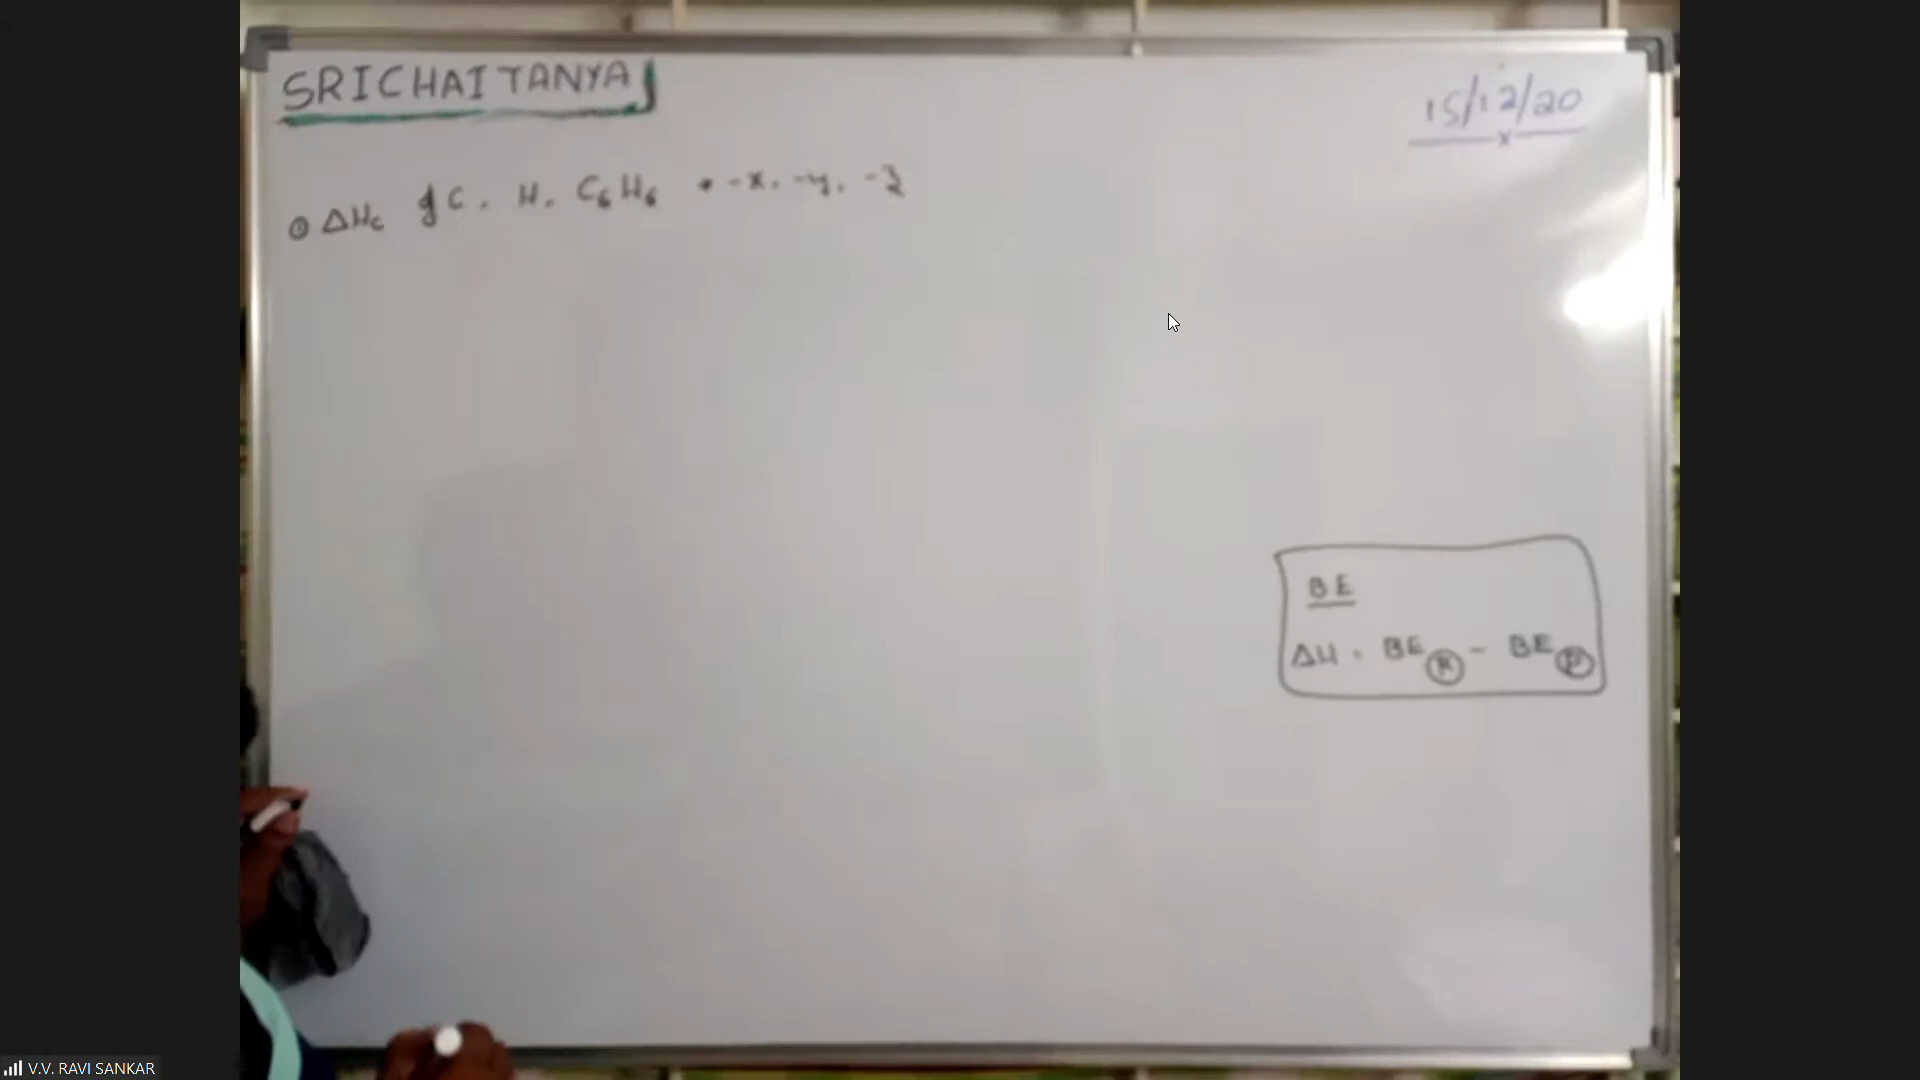 SRICHAITANYA
15/12/20
① ΔHc of C, H, C6H6 • -x, -y, -z
BE
ΔH = BE(R) - BE(P)
V.V. RAVI SANKAR